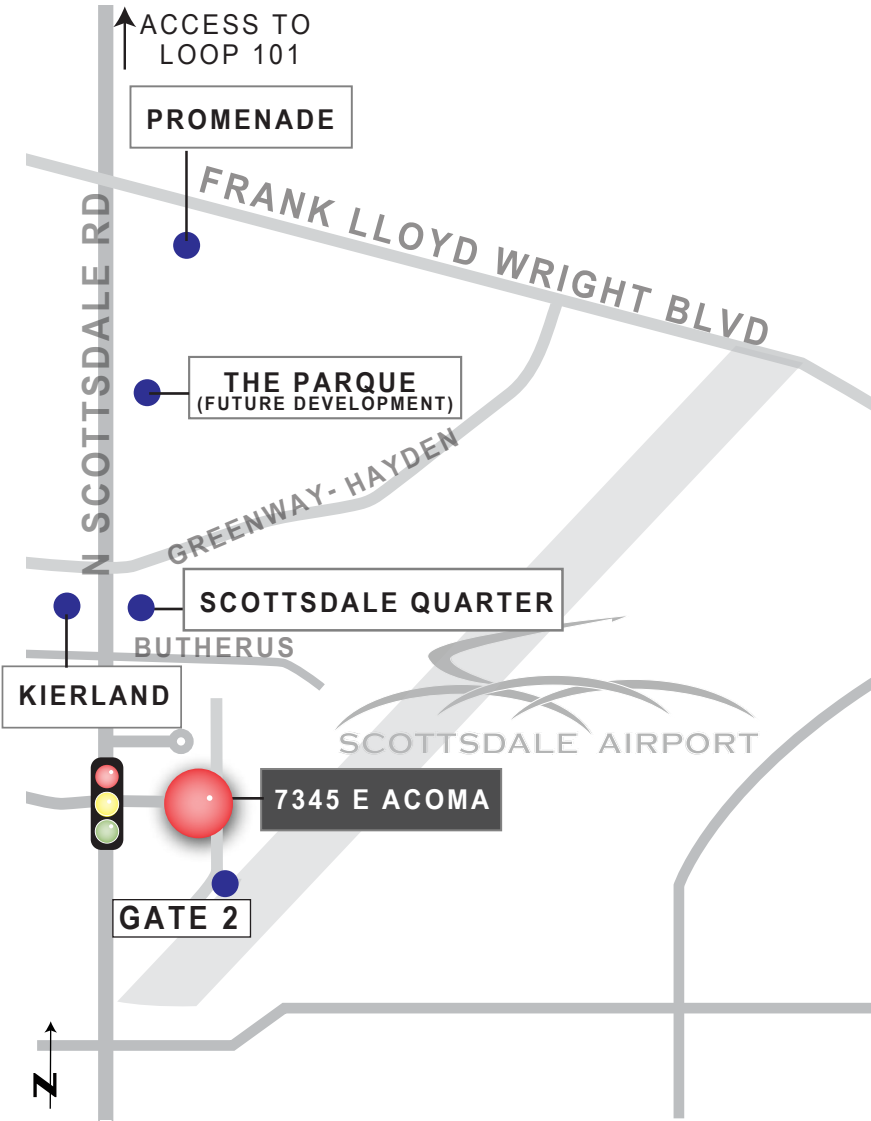 ACCESS TO
LOOP 101
PROMENADE
FRANK LLOYD WRIGHT BLVD
N SCOTTSDALE RD
THE PARQUE
(FUTURE DEVELOPMENT)
GREENWAY- HAYDEN
SCOTTSDALE QUARTER
BUTHERUS
KIERLAND
SCOTTSDALE AIRPORT
7345 E ACOMA
GATE 2
N